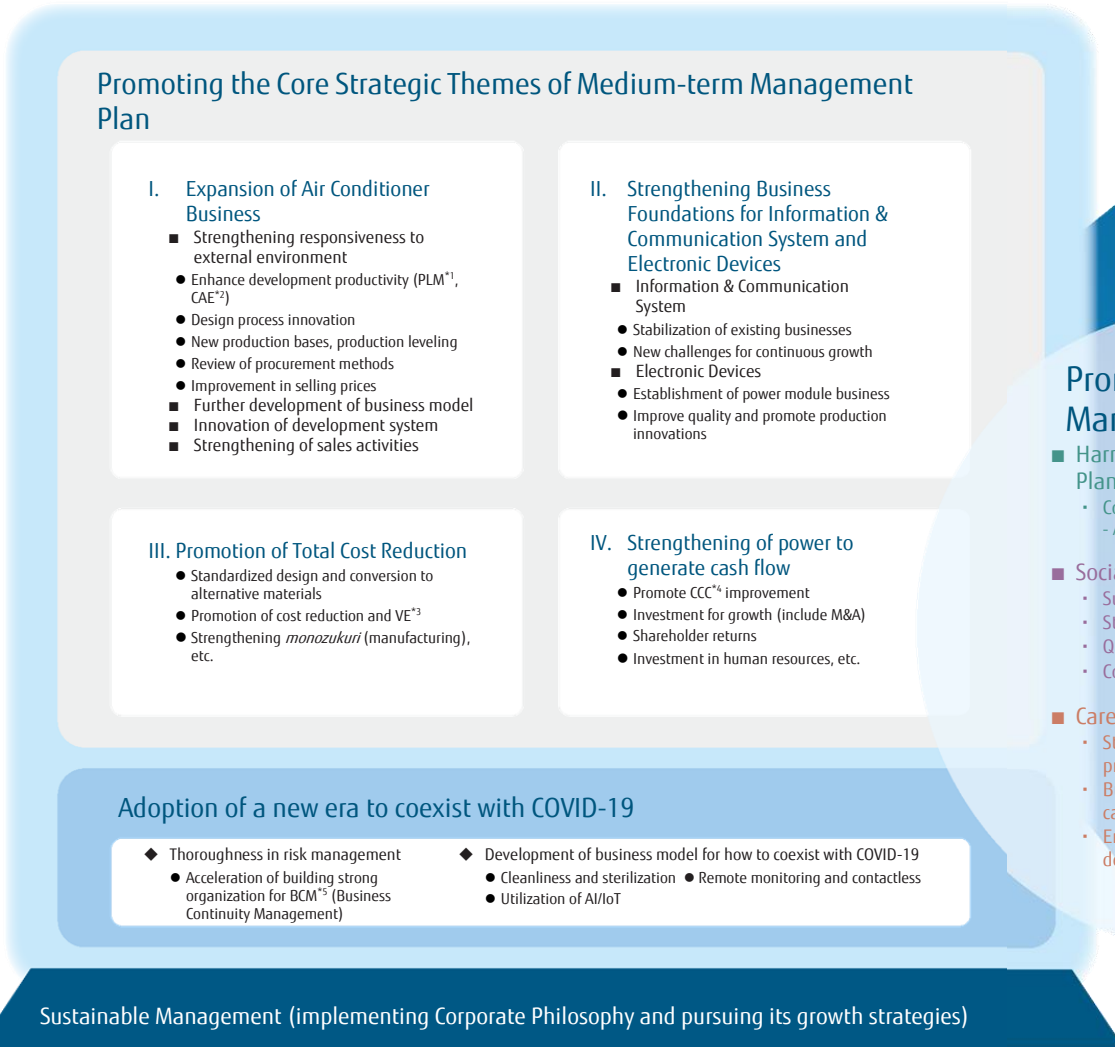 Promoting the Core Strategic Themes of Medium-term Management
Plan
I. Expansion of Air Conditioner
Business
■ Strengthening responsiveness to
external environment
● Enhance development productivity (PLM*1,
CAE*2)
● Design process innovation
● New production bases, production leveling
● Review of procurement methods
● Improvement in selling prices
■ Further development of business model
■ Innovation of development system
■ Strengthening of sales activities
II. Strengthening Business
Foundations for Information &
Communication System and
Electronic Devices
■ Information & Communication
System
● Stabilization of existing businesses
● New challenges for continuous growth
■ Electronic Devices
● Establishment of power module business
● Improve quality and promote production
innovations
III. Promotion of Total Cost Reduction
● Standardized design and conversion to
alternative materials
● Promotion of cost reduction and VE*3
● Strengthening monozukuri (manufacturing),
etc.
IV. Strengthening of power to
generate cash flow
● Promote CCC*4 improvement
● Investment for growth (include M&A)
● Shareholder returns
● Investment in human resources, etc.
Adoption of a new era to coexist with COVID-19
◆ Thoroughness in risk management
● Acceleration of building strong
organization for BCM*5 (Business
Continuity Management)
◆ Development of business model for how to coexist with COVID-19
● Cleanliness and sterilization ● Remote monitoring and contactless
● Utilization of AI/IoT
Sustainable Management (implementing Corporate Philosophy and pursuing its growth strategies)